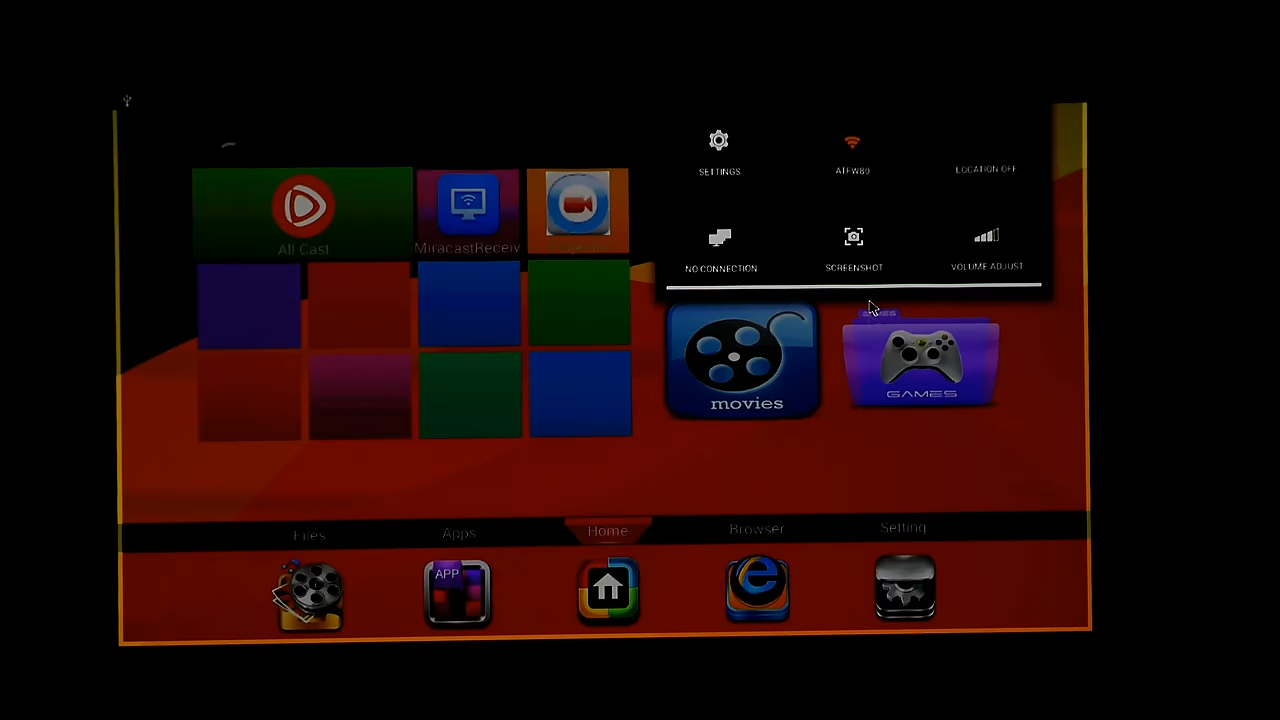 SETTINGS
ATFW80
LOCATION OFF
All Cast
MiracastReceiv
NO CONNECTION
SCREENSHOT
VOLUME ADJUST
movies
GAMES
GAMES
Files
Apps
Home
Browser
Setting
APP